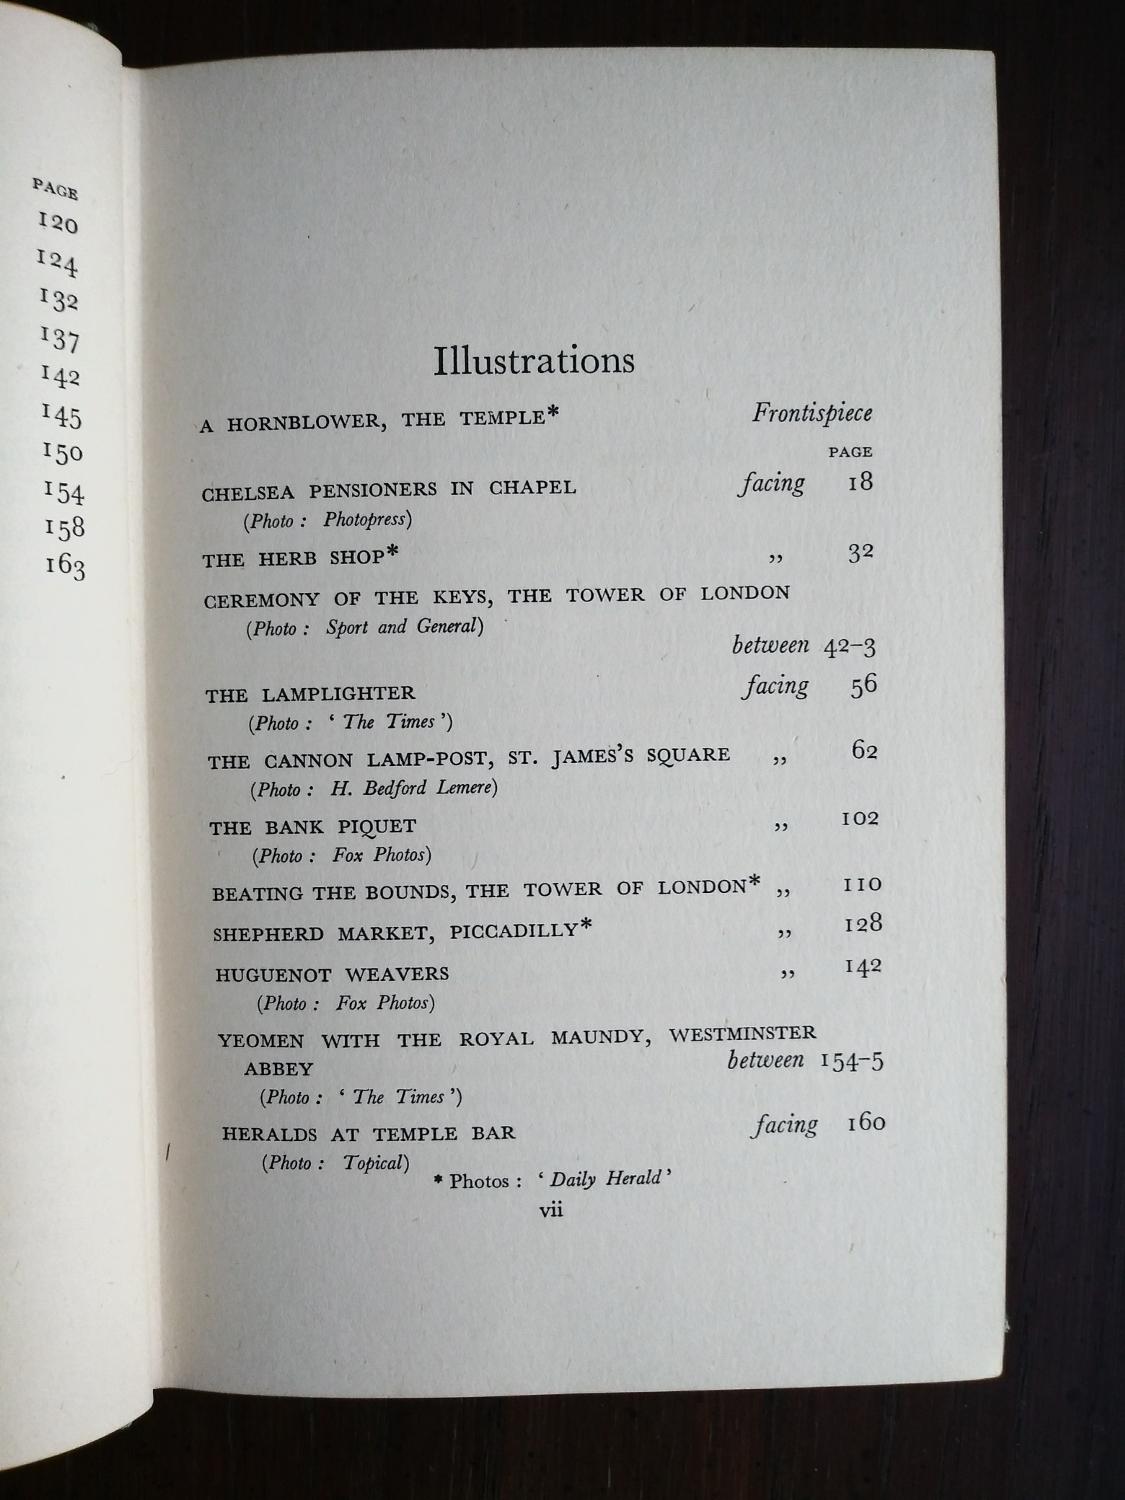 PAGE
120
124
132
137
142
145
150
154
158
163
Illustrations
A HORNBLOWER, THE TEMPLE* Frontispiece
PAGE
CHELSEA PENSIONERS IN CHAPEL facing 18
(Photo : Photopress)
THE HERB SHOP* ,, 32
CEREMONY OF THE KEYS, THE TOWER OF LONDON
(Photo : Sport and General)
between 42–3
THE LAMPLIGHTER facing 56
(Photo : ‘ The Times ’)
THE CANNON LAMP-POST, ST. JAMES’S SQUARE ,, 62
(Photo : H. Bedford Lemere)
THE BANK PIQUET ,, 102
(Photo : Fox Photos)
BEATING THE BOUNDS, THE TOWER OF LONDON* ,, 110
SHEPHERD MARKET, PICCADILLY* ,, 128
HUGUENOT WEAVERS ,, 142
(Photo : Fox Photos)
YEOMEN WITH THE ROYAL MAUNDY, WESTMINSTER
ABBEY between 154–5
(Photo : ‘ The Times ’)
HERALDS AT TEMPLE BAR facing 160
(Photo : Topical)
* Photos : ‘ Daily Herald ’
vii